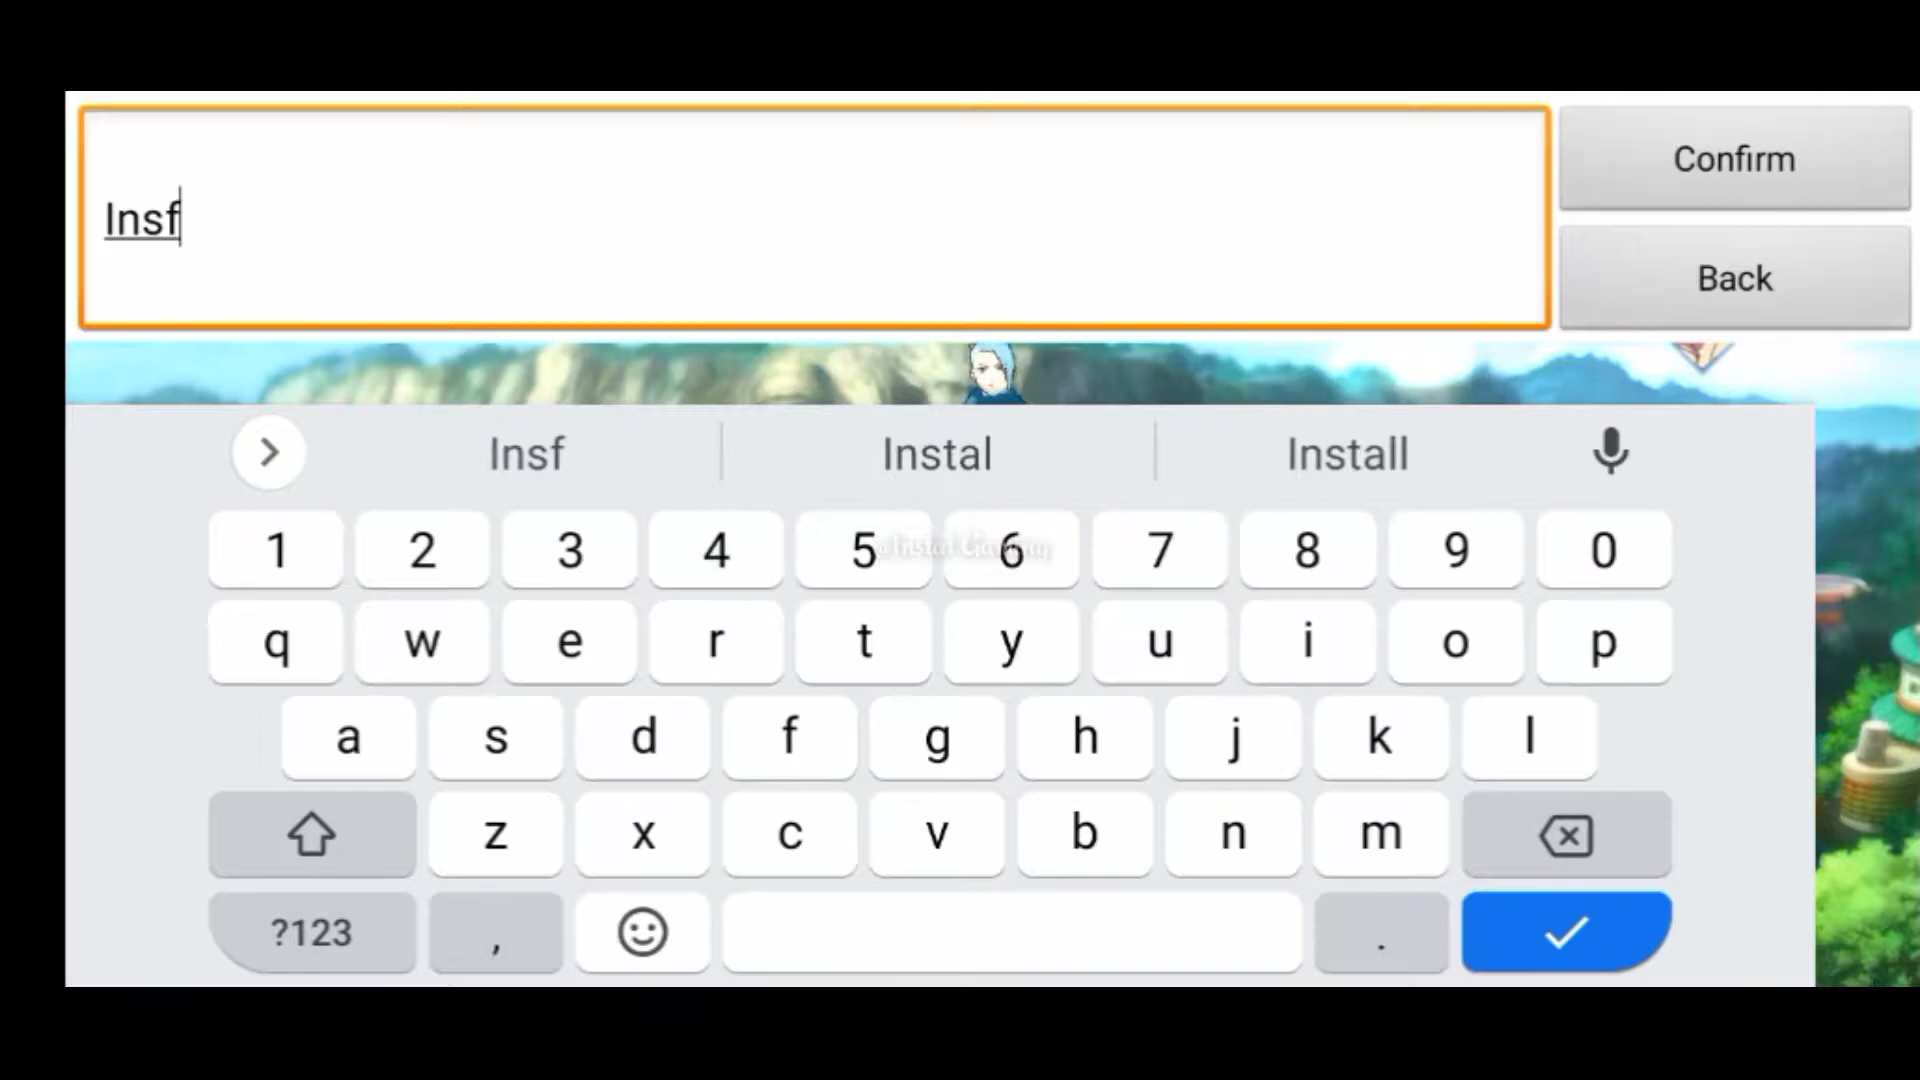 Insf
Confirm
Back
Insf Instal Install
1 2 3 4 5 6 7 8 9 0
q w e r t y u i o p
a s d f g h j k l
z x c v b n m
?123 , .